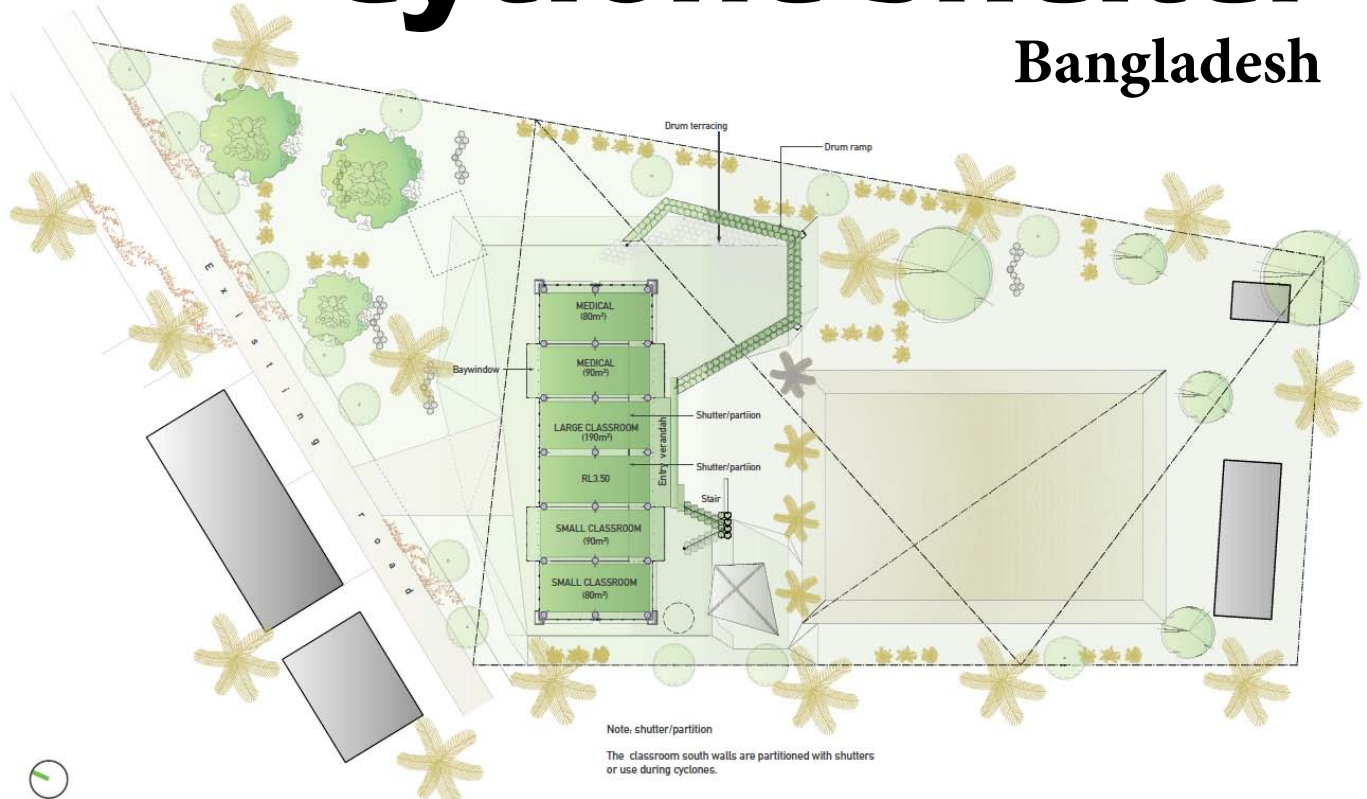 Cyclone Shelter
Bangladesh
Drum terracing
Drum ramp
MEDICAL
(80m²)
Baywindow
MEDICAL
(90m²)
Shutter/partiion
LARGE CLASSROOM
(190m²)
Entry verandah
Shutter/partiion
RL3.50
Stair
SMALL CLASSROOM
(90m²)
SMALL CLASSROOM
(80m²)
Existing road
Note: shutter/partition
The classroom south walls are partitioned with shutters
or use during cyclones.